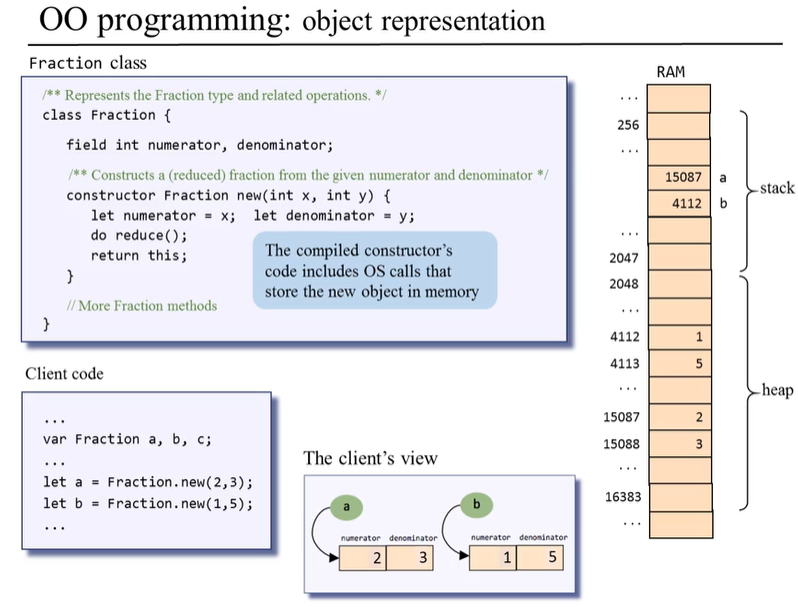 OO programming: object representation
Fraction class
/** Represents the Fraction type and related operations. */
class Fraction {
field int numerator, denominator;
/** Constructs a (reduced) fraction from the given numerator and denominator */
constructor Fraction new(int x, int y) {
let numerator = x; let denominator = y;
do reduce();
return this;
}
// More Fraction methods
}
The compiled constructor's
code includes OS calls that
store the new object in memory
Client code
...
var Fraction a, b, c;
...
let a = Fraction.new(2,3);
let b = Fraction.new(1,5);
...
The client's view
a
numerator denominator
2 3
b
numerator denominator
1 5
RAM
...
256
...
15087 a
4112 b
...
2047
2048
...
4112 1
4113 5
...
15087 2
15088 3
...
16383
...
stack
heap